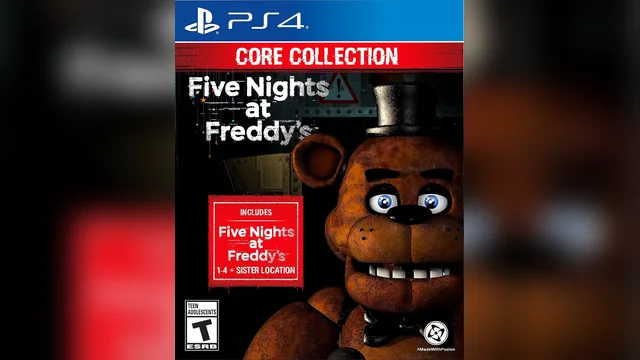 PS4
CORE COLLECTION
Five Nights
at
Freddy's
INCLUDES
Five Nights
at
Freddy's
1-4 + SISTER LOCATION
TEEN
ADOLESCENTS
T
ESRB
#MadeWithFusion